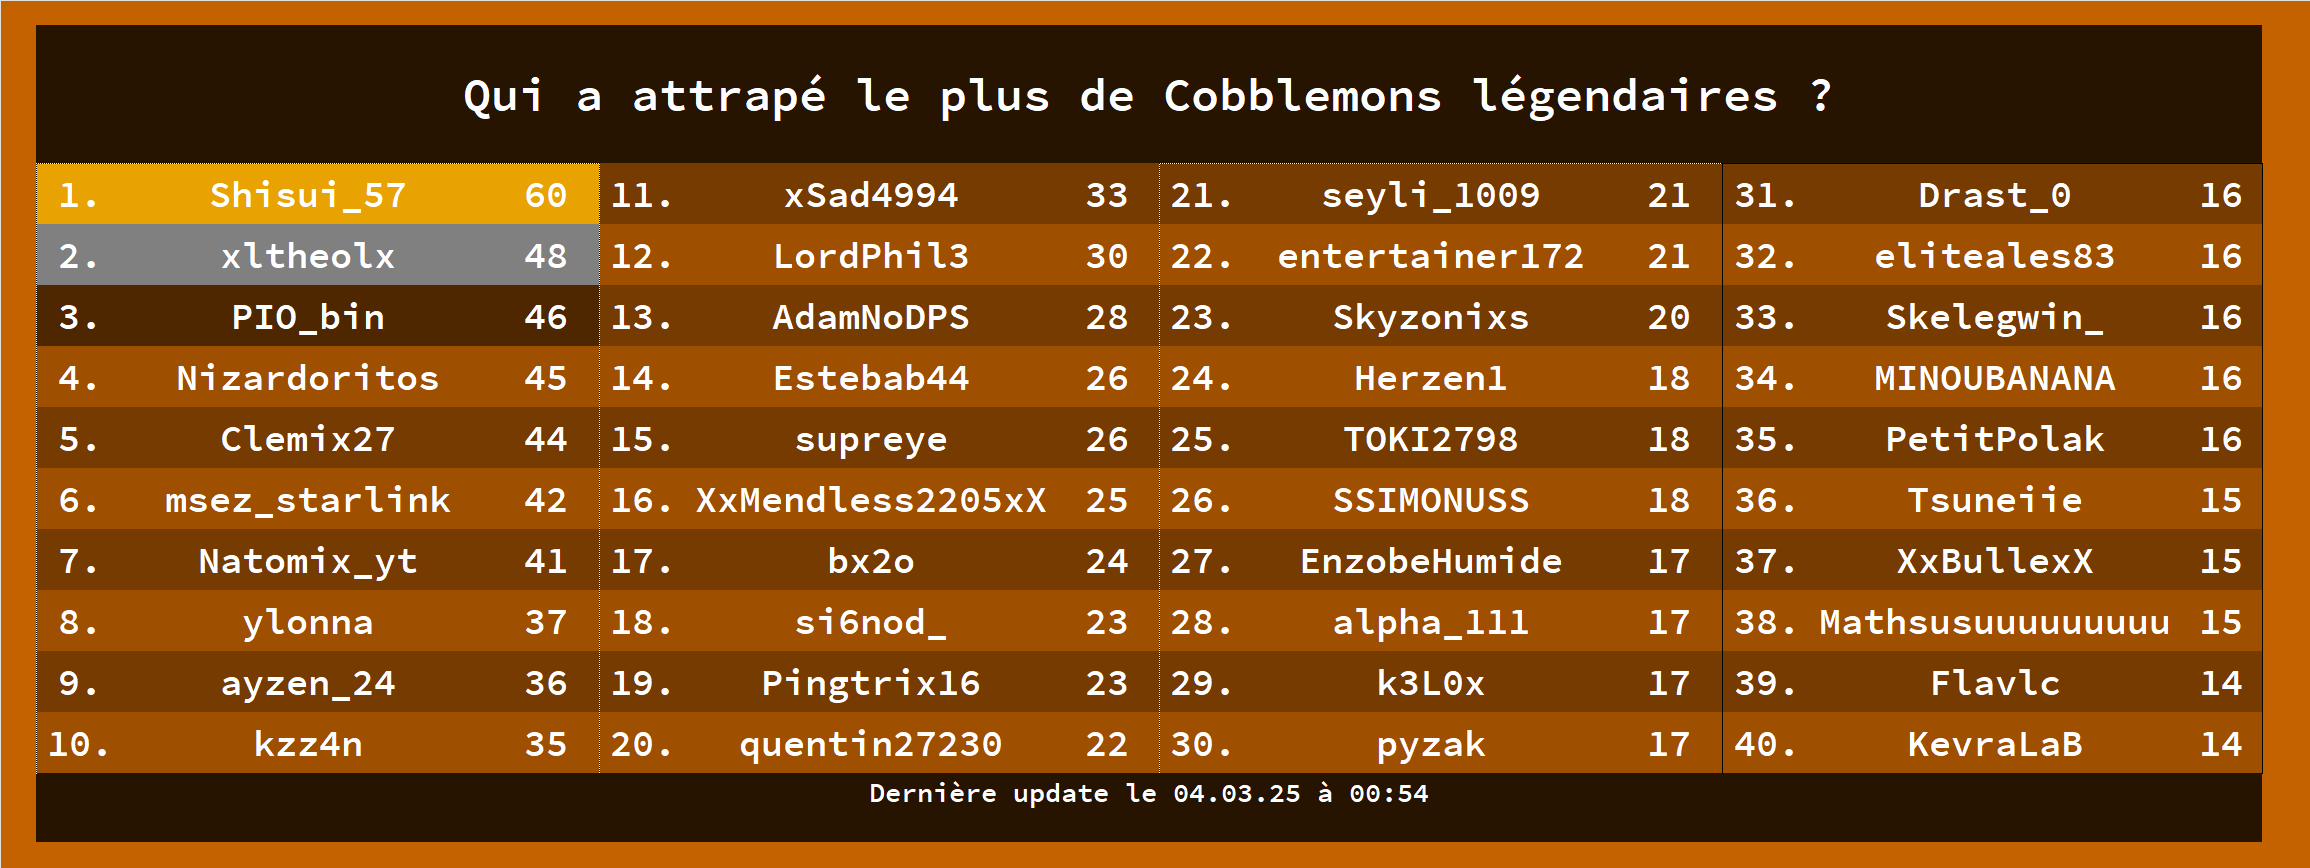 Qui a attrapé le plus de Cobblemons légendaires ?
1. Shisui_57 60
2. xltheolx 48
3. PIO_bin 46
4. Nizardoritos 45
5. Clemix27 44
6. msez_starlink 42
7. Natomix_yt 41
8. ylonna 37
9. ayzen_24 36
10. kzz4n 35
11. xSad4994 33
12. LordPhil3 30
13. AdamNoDPS 28
14. Estebab44 26
15. supreye 26
16. XxMendless2205xX 25
17. bx2o 24
18. si6nod_ 23
19. Pingtrix16 23
20. quentin27230 22
21. seyli_1009 21
22. entertainer172 21
23. Skyzonixs 20
24. Herzen1 18
25. TOKI2798 18
26. SSIMONUSS 18
27. EnzobeHumide 17
28. alpha_111 17
29. k3L0x 17
30. pyzak 17
31. Drast_0 16
32. eliteales83 16
33. Skelegwin_ 16
34. MINOUBANANA 16
35. PetitPolak 16
36. Tsuneiie 15
37. XxBullexX 15
38. Mathsusuuuuuuuuu 15
39. Flavlc 14
40. KevraLaB 14
Dernière update le 04.03.25 à 00:54